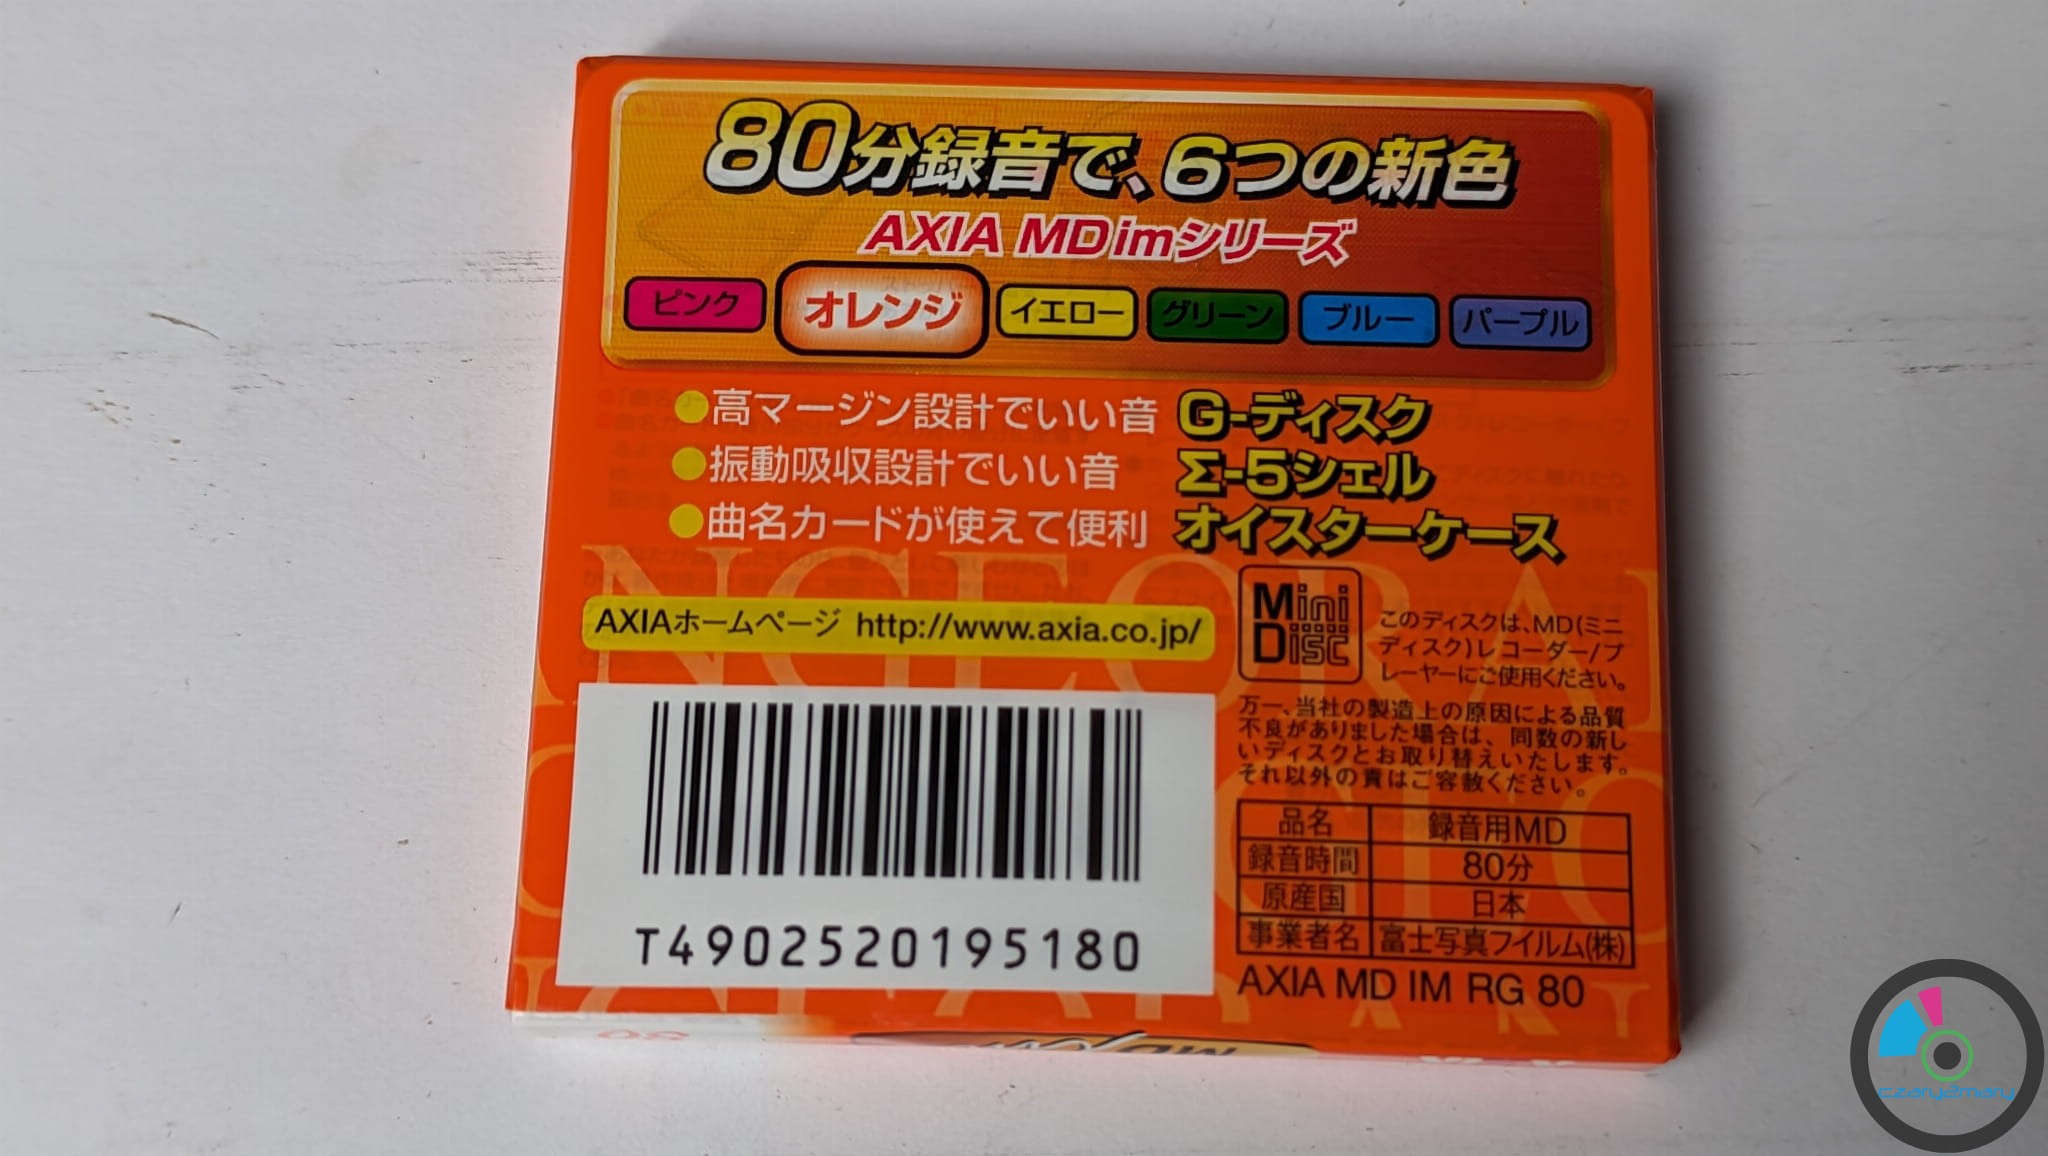 80分録音で、6つの新色
AXIA MD imシリーズ
ピンク オレンジ イエロー グリーン ブルー パープル
●高マージン設計でいい音 G-ディスク
●振動吸収設計でいい音 Σ-5シェル
●曲名カードが使えて便利 オイスターケース
AXIAホームページ http://www.axia.co.jp/
Mini
Disc
このディスクは、MD(ミニ
ディスク)レコーダー/プ
レーヤーにご使用ください。
万一、当社の製造上の原因による品質
不良がありました場合は、同数の新し
いディスクとお取り替えいたします。
それ以外の責はご容赦ください。
品名 録音用MD
録音時間 80分
原産国 日本
事業者名 富士写真フイルム(株)
AXIA MD IM RG 80
T4902520195180
80
czary2mary